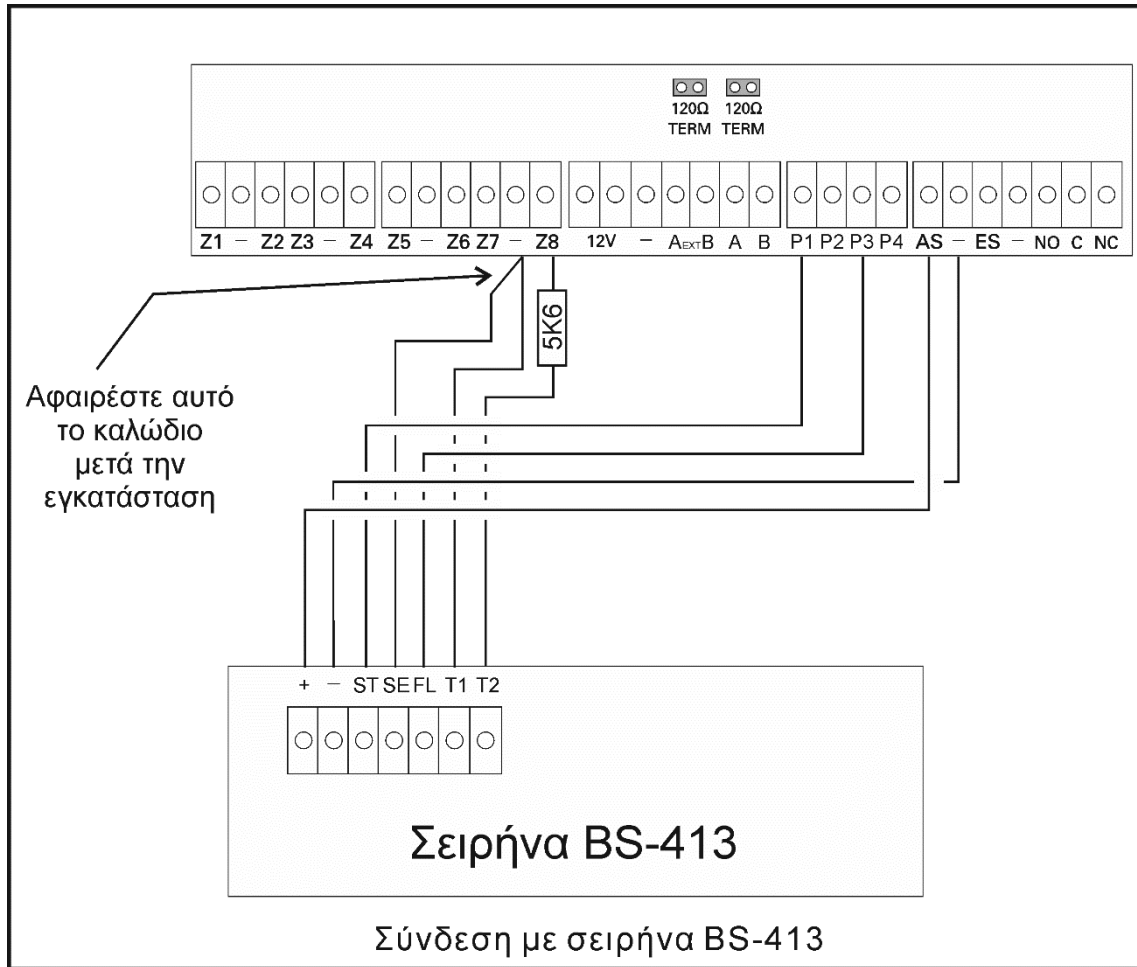 120Ω 120Ω
TERM TERM
Z1 − Z2 Z3 − Z4 Z5 − Z6 Z7 − Z8 12V − AEXTB A B P1 P2 P3 P4 AS − ES − NO C NC
5K6
Αφαιρέστε αυτό
το καλώδιο
μετά την
εγκατάσταση
+ − ST SE FL T1 T2
Σειρήνα BS-413
Σύνδεση με σειρήνα BS-413